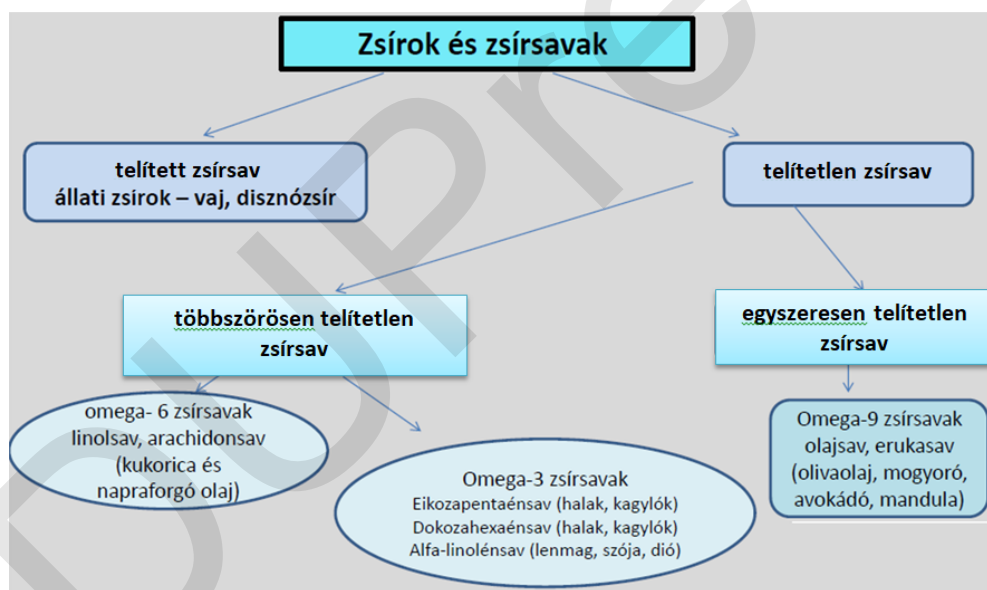 Zsírok és zsírsavak
telített zsírsav
állati zsírok – vaj, disznózsír
telítetlen zsírsav
többszörösen telítetlen
zsírsav
egyszeresen telítetlen
zsírsav
omega- 6 zsírsavak
linolsav, arachidonsav
(kukorica és
napraforgó olaj)
Omega-3 zsírsavak
Eikozapentaénsav (halak, kagylók)
Dokozahexaénsav (halak, kagylók)
Alfa-linolénsav (lenmag, szója, dió)
Omega-9 zsírsavak
olajsav, erukasav
(olivaolaj, mogyoró,
avokádó, mandula)
DUPre